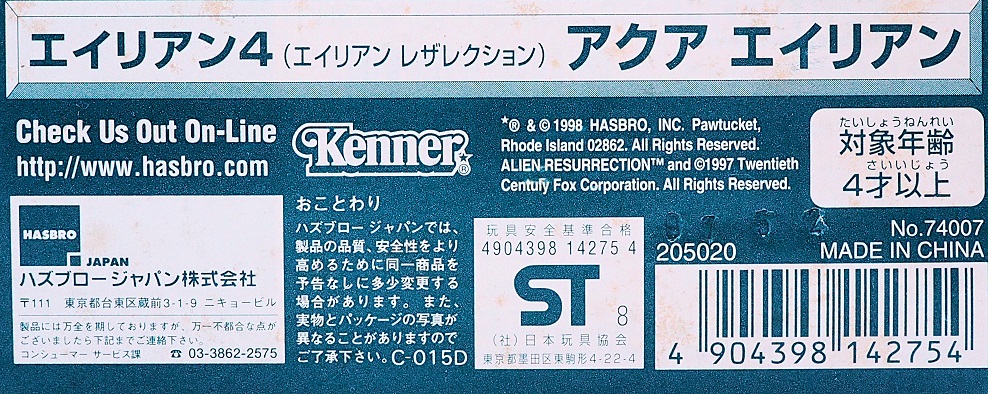 エイリアン4（エイリアン レザレクション） アクア エイリアン
Check Us Out On-Line
http://www.hasbro.com
Kenner®
*® & © 1998 HASBRO, INC. Pawtucket,
Rhode Island 02862. All Rights Reserved.
ALIEN RESURRECTION™ and ©1997 Twentieth
Century Fox Corporation. All Rights Reserved.
たいしょうねんれい
対象年齢
さいいじょう
4才以上
HASBRO
JAPAN
ハズブロージャパン株式会社
〒111 東京都台東区蔵前3-1-9 ニキョービル
製品には万全を期しておりますが、万一不都合な点が
ございましたら下記までご連絡下さい。
コンシューマー サービス課 ☎ 03-3862-2575
おことわり
ハズブロー ジャパンでは、
製品の品質、安全性をより
高めるために同一商品を
予告なしに多少変更する
場合があります。また、
実物とパッケージの写真が
異なることがありますので
ご了承下さい。C-015D
玩具安全基準合格
4904398 14275 4
ST 8
(社)日本玩具協会
東京都墨田区東駒形4-22-4
205020
No.74007
MADE IN CHINA
4 904398 142754